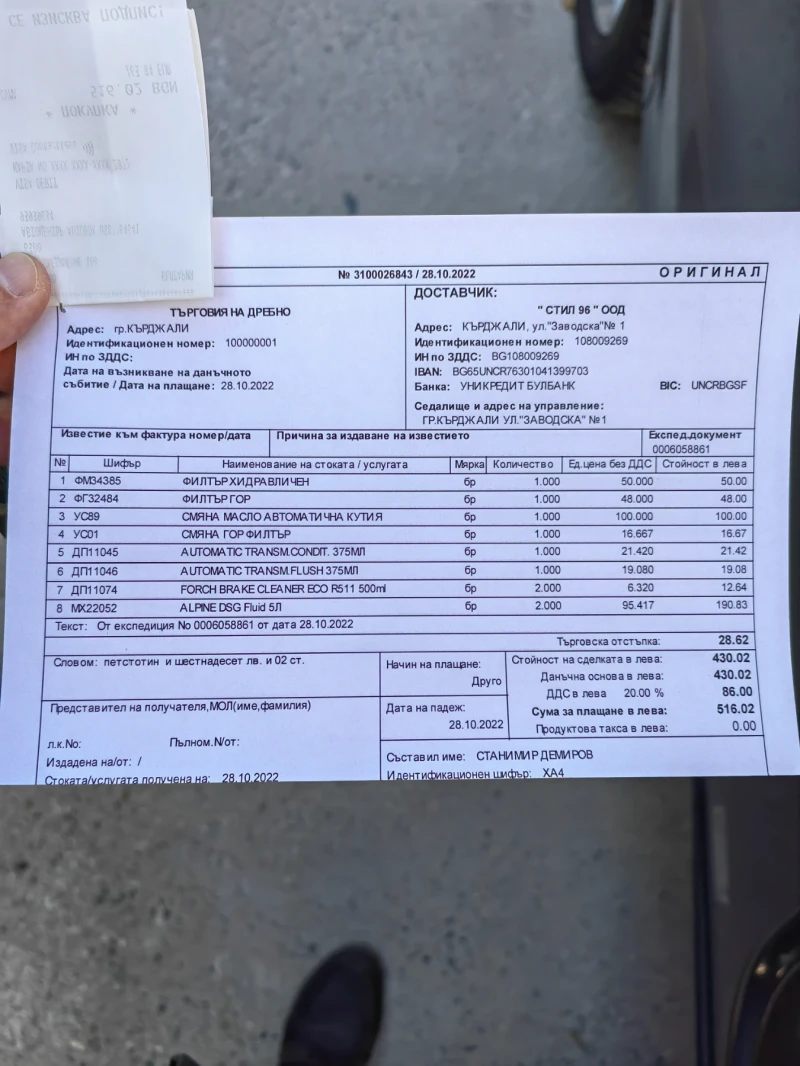 СЕ ИЗИСКВА ПОДПИС!
516.02 BGN
* ПОКУПКА *
№ 3100026843 / 28.10.2022
ОРИГИНАЛ
ТЪРГОВИЯ НА ДРЕБНО
Адрес: гр.КЪРДЖАЛИ
Идентификационен номер: 100000001
ИН по ЗДДС:
Дата на възникване на данъчното
събитие / Дата на плащане: 28.10.2022
ДОСТАВЧИК:
" СТИЛ 96 " ООД
Адрес: КЪРДЖАЛИ, ул."Заводска"№ 1
Идентификационен номер: 108009269
ИН по ЗДДС: BG108009269
IBAN: BG65UNCR76301041399703
Банка: УНИКРЕДИТ БУЛБАНК BIC: UNCRBGSF
Седалище и адрес на управление:
ГР.КЪРДЖАЛИ УЛ."ЗАВОДСКА" №1
Известие към фактура номер/дата Причина за издаване на известието Експед.документ
0006058861
№ Шифър Наименование на стоката / услугата Мярка Количество Ед.цена без ДДС Стойност в лева
1 ФМ34385 ФИЛТЪР ХИДРАВЛИЧЕН бр 1.000 50.000 50.00
2 ФГ32484 ФИЛТЪР ГОР бр 1.000 48.000 48.00
3 УС89 СМЯНА МАСЛО АВТОМАТИЧНА КУТИЯ бр 1.000 100.000 100.00
4 УС01 СМЯНА ГОР ФИЛТЪР бр 1.000 16.667 16.67
5 ДП11045 AUTOMATIC TRANSM.CONDIT. 375МЛ бр 1.000 21.420 21.42
6 ДП11046 AUTOMATIC TRANSM.FLUSH 375МЛ бр 1.000 19.080 19.08
7 ДП11074 FORCH BRAKE CLEANER ECO R511 500ml бр 2.000 6.320 12.64
8 МХ22052 ALPINE DSG Fluid 5Л бр 2.000 95.417 190.83
Текст: От експедиция No 0006058861 от дата 28.10.2022
Търговска отстъпка: 28.62
Словом: петстотин и шестнадесет лв. и 02 ст.
Начин на плащане:
Друго
Стойност на сделката в лева: 430.02
Данъчна основа в лева: 430.02
ДДС в лева 20.00 % 86.00
Сума за плащане в лева: 516.02
Продуктова такса в лева: 0.00
Представител на получателя,МОЛ(име,фамилия)
Дата на падеж:
28.10.2022
л.к.No: Пълном.N/от:
Издадена на/от: /
Стоката/услугата получена на: 28.10.2022
Съставил име: СТАНИМИР ДЕМИРОВ
Идентификационен шифър: ХА4